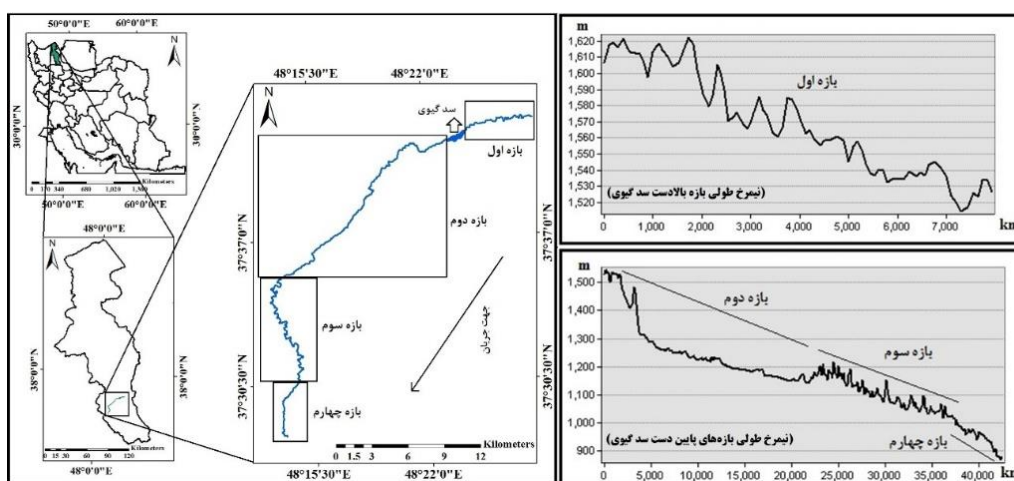 50°0'0"E 60°0'0"E
N
30°0'0"N
30°0'0"N
Kilometers
0 170 340 680 1,020 1,360
50°0'0"E 60°0'0"E
48°0'0"E
N
38°0'0"N
38°0'0"N
Kilometers
0 15 30 60 90 120
48°0'0"E
48°15'30"E 48°22'0"E
N
سد گیوی
بازه اول
بازه دوم
37°37'0"N
37°37'0"N
جهت جریان
بازه سوم
37°30'30"N
37°30'30"N
بازه چهارم
Kilometers
0 1.5 3 6 9 12
48°15'30"E 48°22'0"E
m
1,620
1,610
1,600
1,590
1,580
1,570
1,560
1,550
1,540
1,530
1,520
بازه اول
(نیمرخ طولی بازه بالادست سد گیوی)
0 1,000 2,000 3,000 4,000 5,000 6,000 7,000
km
m
1,500
1,400
1,300
1,200
1,100
1,000
900
بازه دوم
بازه سوم
بازه چهارم
(نیمرخ طولی بازه‌های پایین دست سد گیوی)
0 5,000 10,000 15,000 20,000 25,000 30,000 35,000 40,000
km